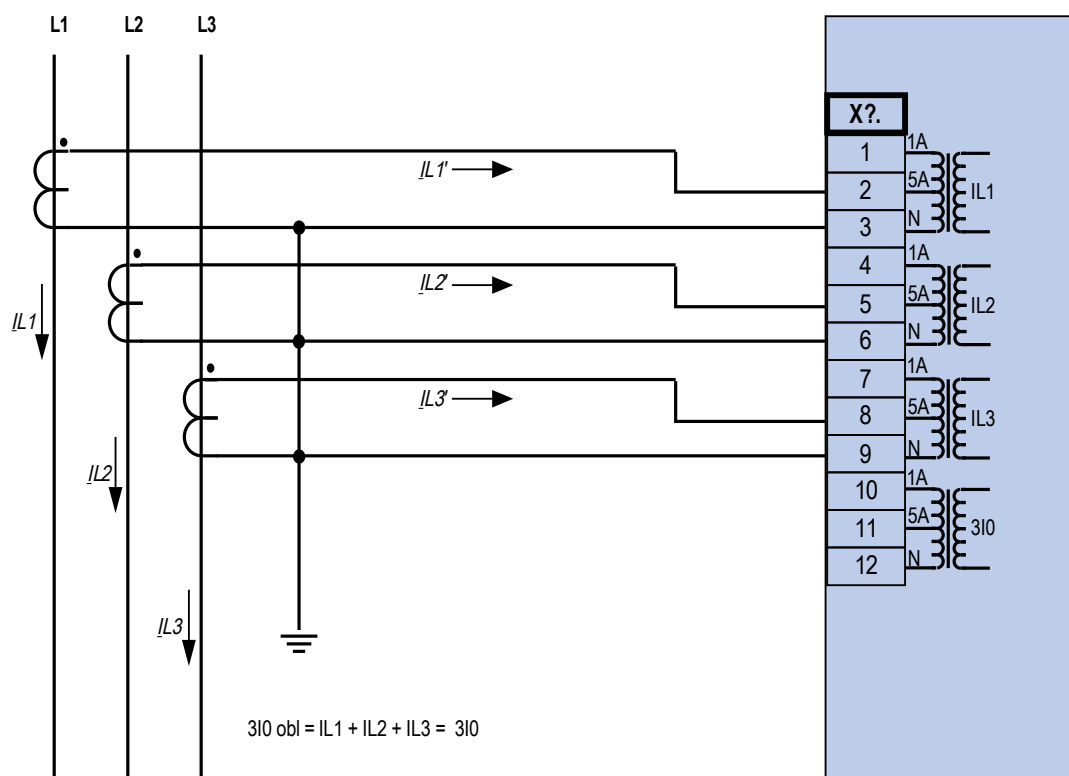 L1 L2 L3
X?.
1 1A
IL1'
2 5A IL1
3 N
4 1A
IL2'
5 5A IL2
IL1
6 N
7 1A
IL3'
8 5A IL3
9 N
IL2
10 1A
11 5A 3I0
12 N
IL3
3I0 obl = IL1 + IL2 + IL3 = 3I0